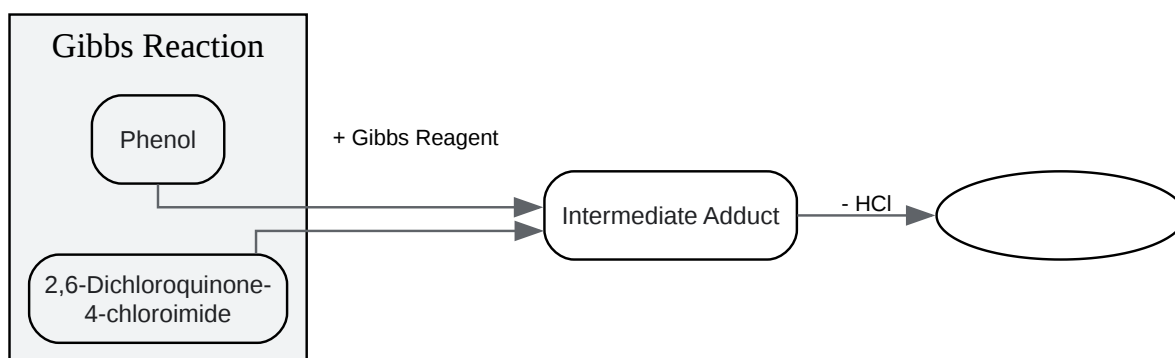 Gibbs Reaction
Phenol
+ Gibbs Reagent
Intermediate Adduct
- HCl
2,6-Dichloroquinone-
4-chloroimide